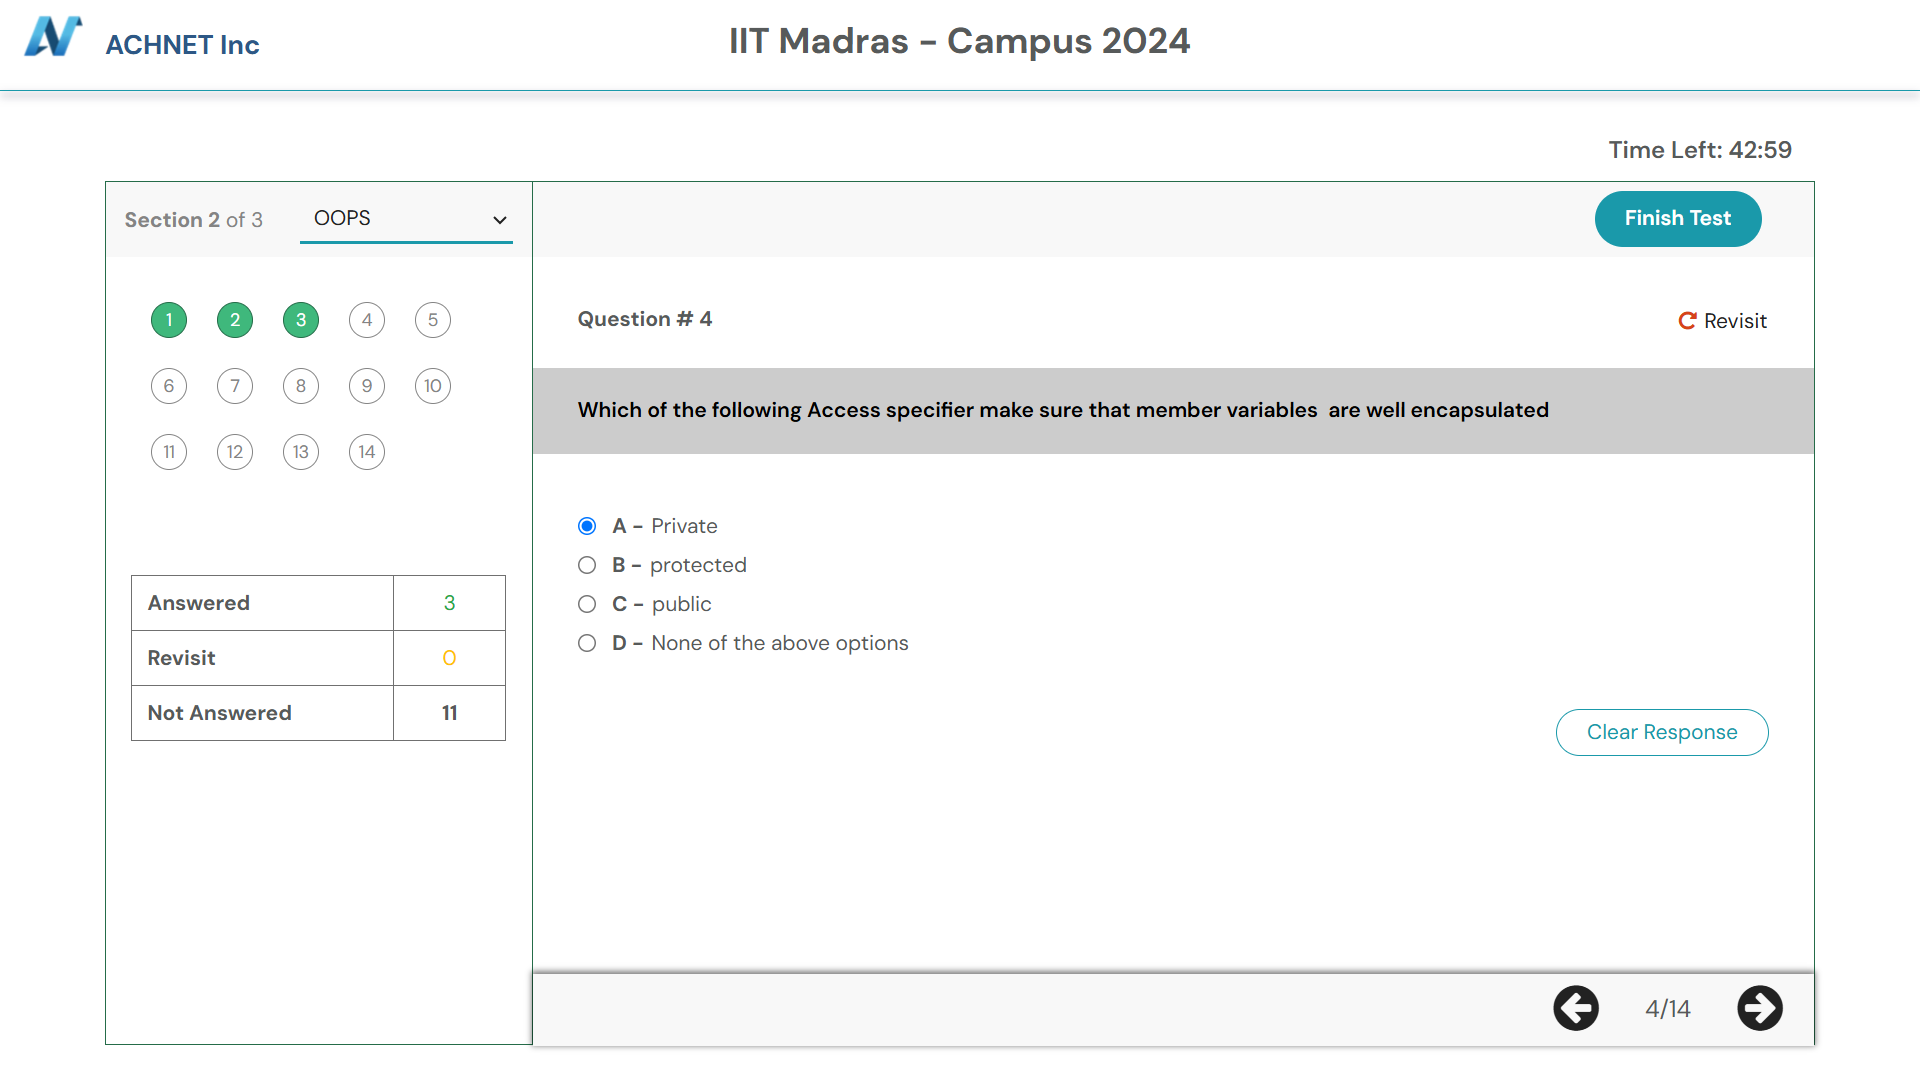 ACHNET Inc
IIT Madras - Campus 2024
Time Left: 42:59
Section 2 of 3
OOPS
Finish Test
1 2 3 4 5
6 7 8 9 10
11 12 13 14
Answered 3
Revisit 0
Not Answered 11
Question # 4
Revisit
Which of the following Access specifier make sure that member variables  are well encapsulated
A - Private
B - protected
C - public
D - None of the above options
Clear Response
4/14